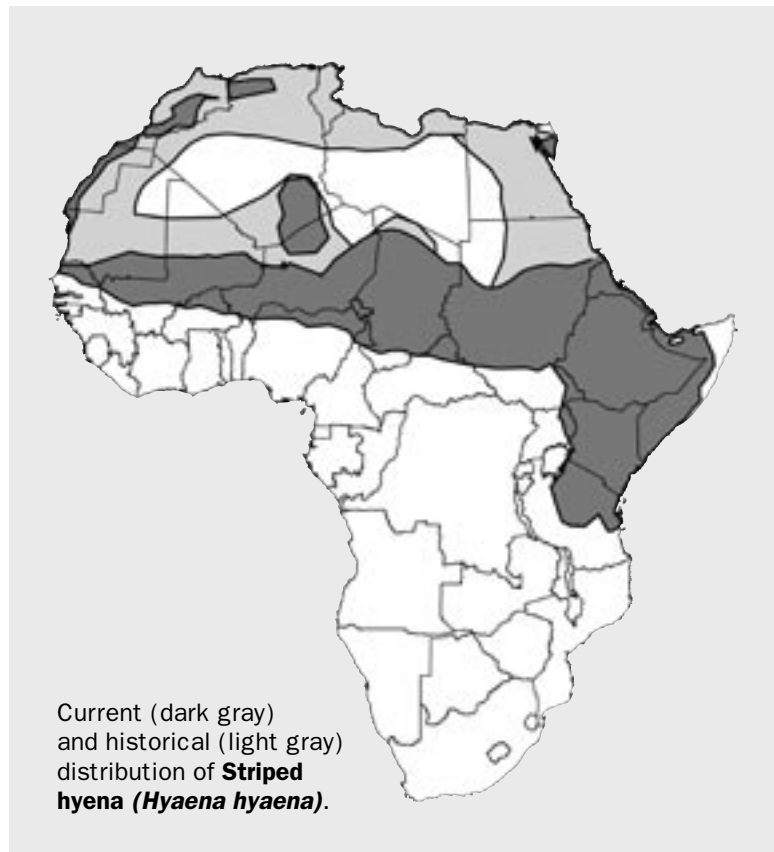 Current (dark gray)
and historical (light gray)
distribution of Striped
hyena (Hyaena hyaena).